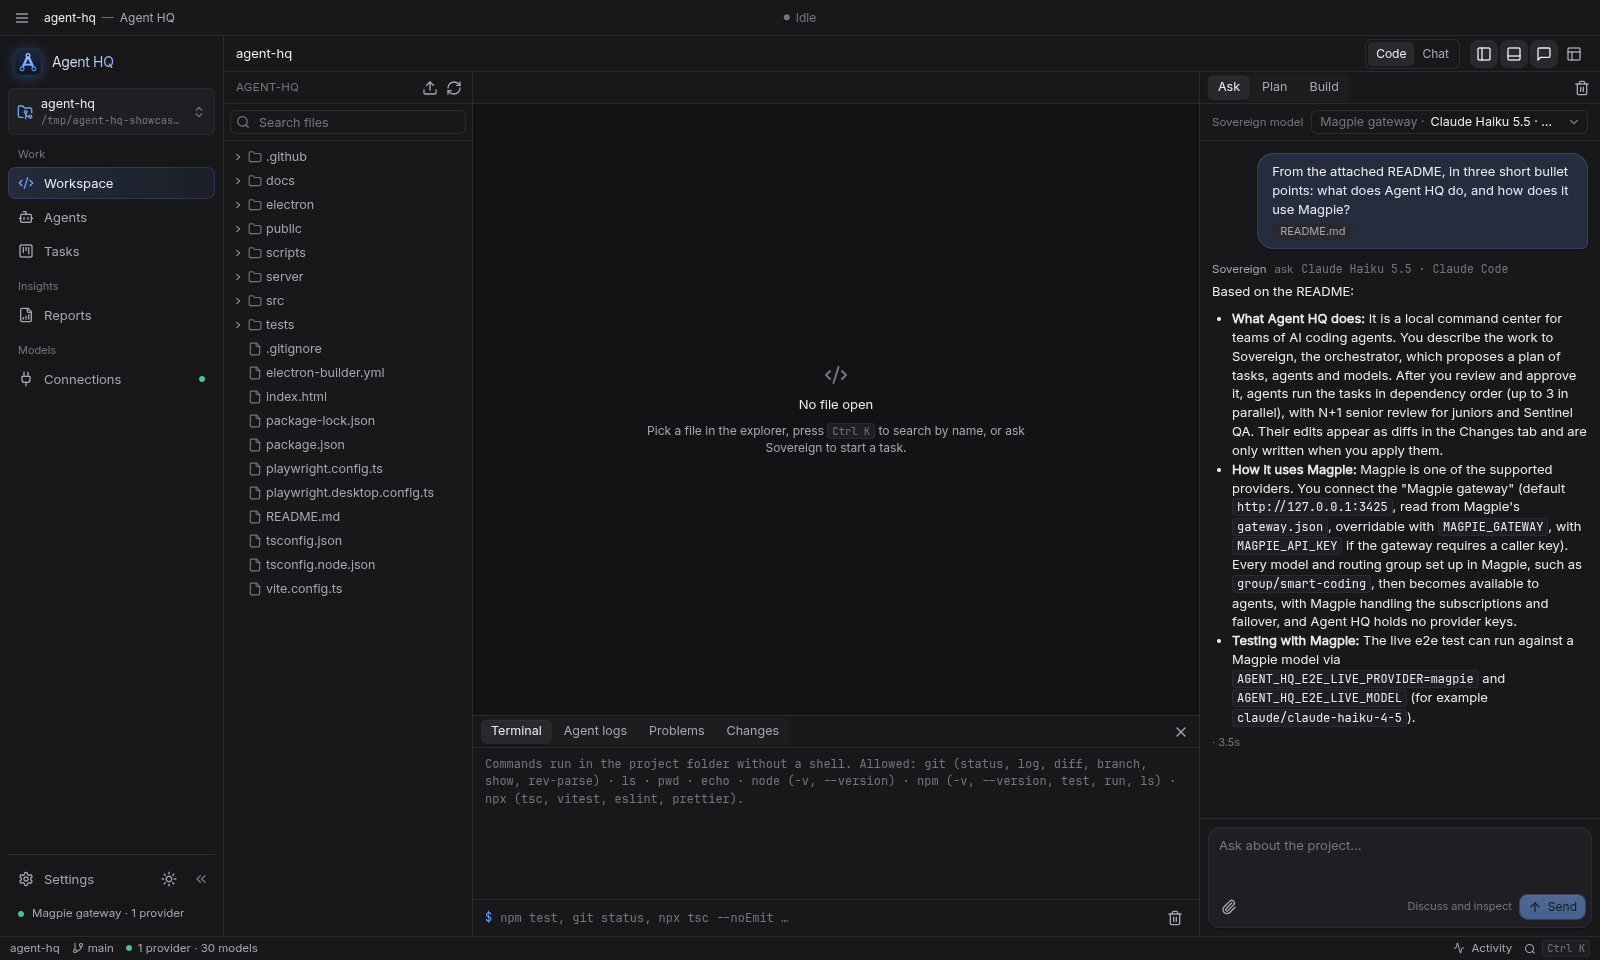 agent-hq — Agent HQ
Idle
Agent HQ
agent-hq
/tmp/agent-hq-showcas…
Work
Workspace
Agents
Tasks
Insights
Reports
Models
Connections
Settings
Magpie gateway · 1 provider
agent-hq
Code
Chat
AGENT-HQ
Search files
.github
docs
electron
public
scripts
server
src
tests
.gitignore
electron-builder.yml
index.html
package-lock.json
package.json
playwright.config.ts
playwright.desktop.config.ts
README.md
tsconfig.json
tsconfig.node.json
vite.config.ts
No file open
Pick a file in the explorer, press Ctrl K to search by name, or ask
Sovereign to start a task.
Terminal
Agent logs
Problems
Changes
Commands run in the project folder without a shell. Allowed: git (status, log, diff, branch,
show, rev-parse) · ls · pwd · echo · node (-v, --version) · npm (-v, --version, test, run, ls) ·
npx (tsc, vitest, eslint, prettier).
$ npm test, git status, npx tsc --noEmit …
Ask
Plan
Build
Sovereign model
Magpie gateway · Claude Haiku 5.5 · …
From the attached README, in three short bullet
points: what does Agent HQ do, and how does it
use Magpie?
README.md
Sovereign ask Claude Haiku 5.5 · Claude Code
Based on the README:
• What Agent HQ does: It is a local command center for
teams of AI coding agents. You describe the work to
Sovereign, the orchestrator, which proposes a plan of
tasks, agents and models. After you review and approve
it, agents run the tasks in dependency order (up to 3 in
parallel), with N+1 senior review for juniors and Sentinel
QA. Their edits appear as diffs in the Changes tab and are
only written when you apply them.
• How it uses Magpie: Magpie is one of the supported
providers. You connect the "Magpie gateway" (default
http://127.0.0.1:3425, read from Magpie's
gateway.json, overridable with MAGPIE_GATEWAY, with
MAGPIE_API_KEY if the gateway requires a caller key).
Every model and routing group set up in Magpie, such as
group/smart-coding, then becomes available to
agents, with Magpie handling the subscriptions and
failover, and Agent HQ holds no provider keys.
• Testing with Magpie: The live e2e test can run against a
Magpie model via
AGENT_HQ_E2E_LIVE_PROVIDER=magpie and
AGENT_HQ_E2E_LIVE_MODEL (for example
claude/claude-haiku-4-5).
· 3.5s
Ask about the project...
Discuss and inspect
Send
agent-hq
main
1 provider · 30 models
Activity
Ctrl K